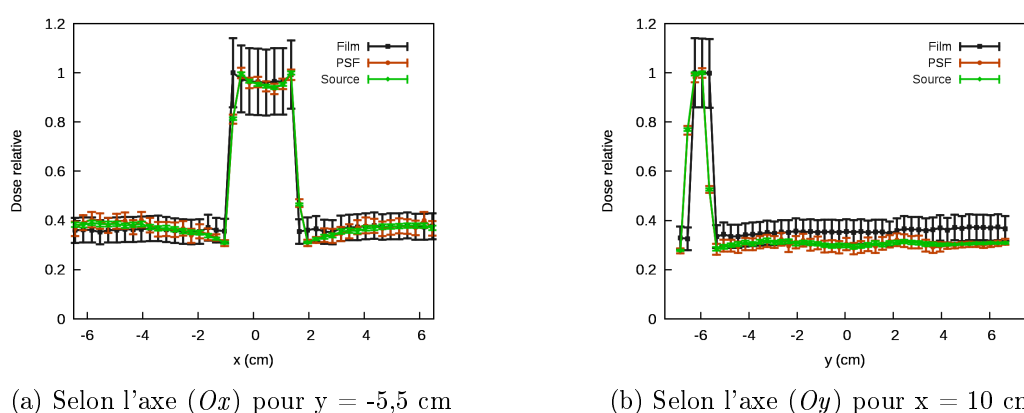 1.2
1
0.8
0.6
0.4
0.2
0
Dose relative
Film
PSF
Source
-6
-4
-2
0
2
4
6
x (cm)
(a) Selon l'axe (Ox) pour y = -5,5 cm
1.2
1
0.8
0.6
0.4
0.2
0
Dose relative
Film
PSF
Source
-6
-4
-2
0
2
4
6
y (cm)
(b) Selon l'axe (Oy) pour x = 10